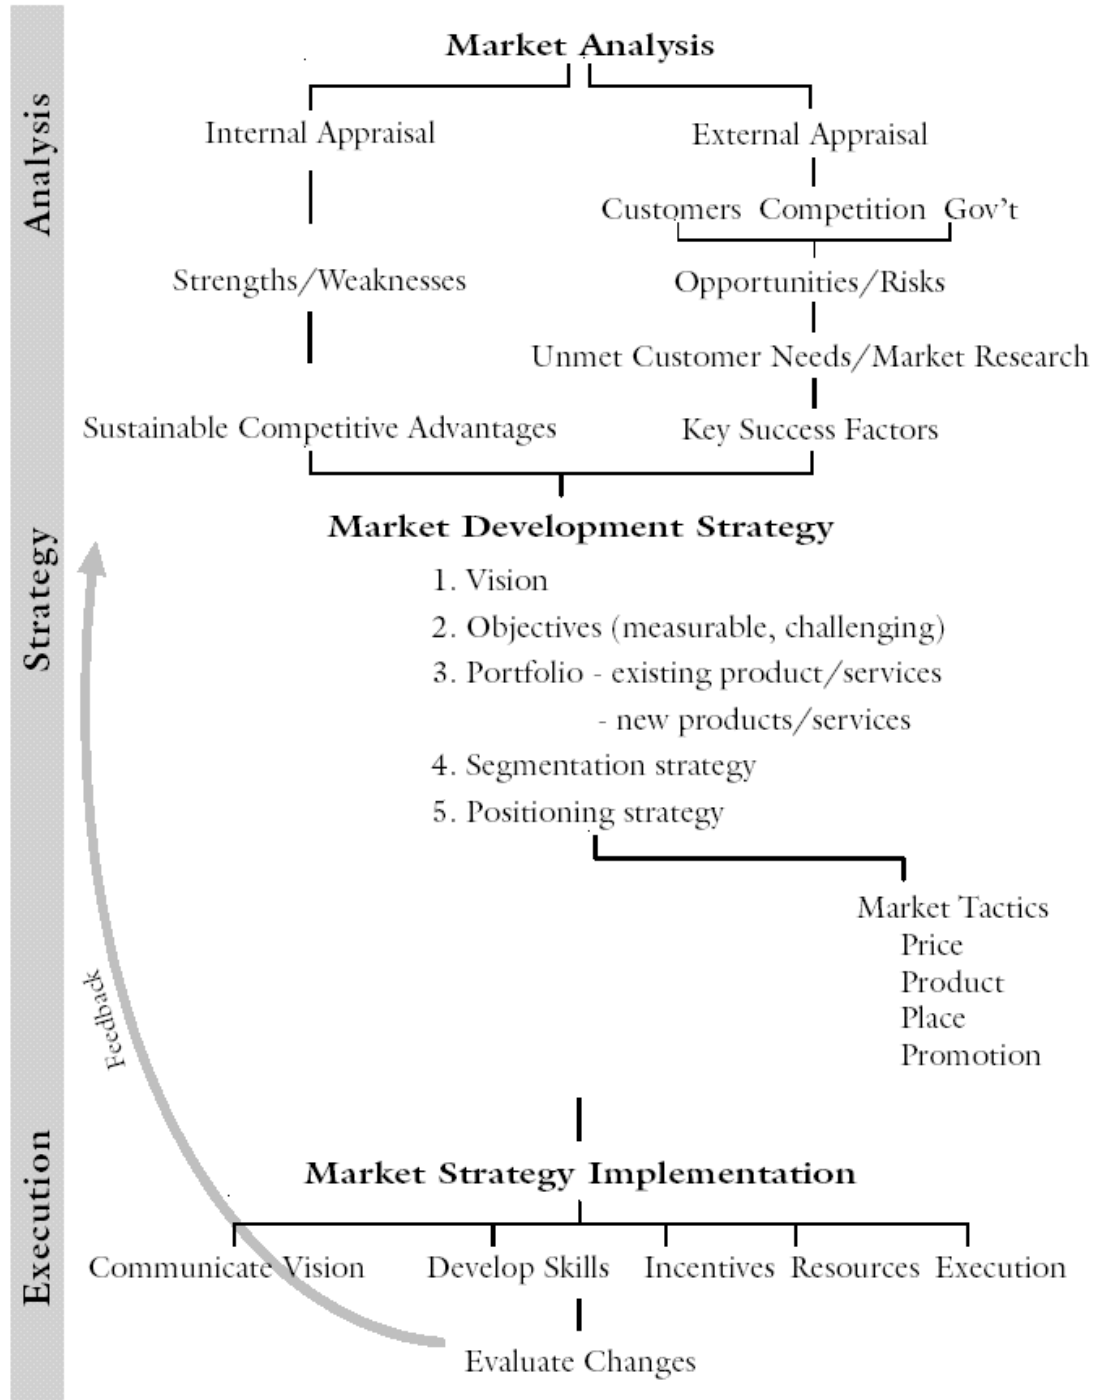 Analysis
Market Analysis
Internal Appraisal
External Appraisal
Customers Competition Gov't
Strengths/Weaknesses
Opportunities/Risks
Unmet Customer Needs/Market Research
Sustainable Competitive Advantages
Key Success Factors
Strategy
Market Development Strategy
1. Vision
2. Objectives (measurable, challenging)
3. Portfolio - existing product/services
- new products/services
4. Segmentation strategy
5. Positioning strategy
Market Tactics
Price
Product
Place
Promotion
Feedback
Execution
Market Strategy Implementation
Communicate Vision
Develop Skills
Incentives
Resources
Execution
Evaluate Changes